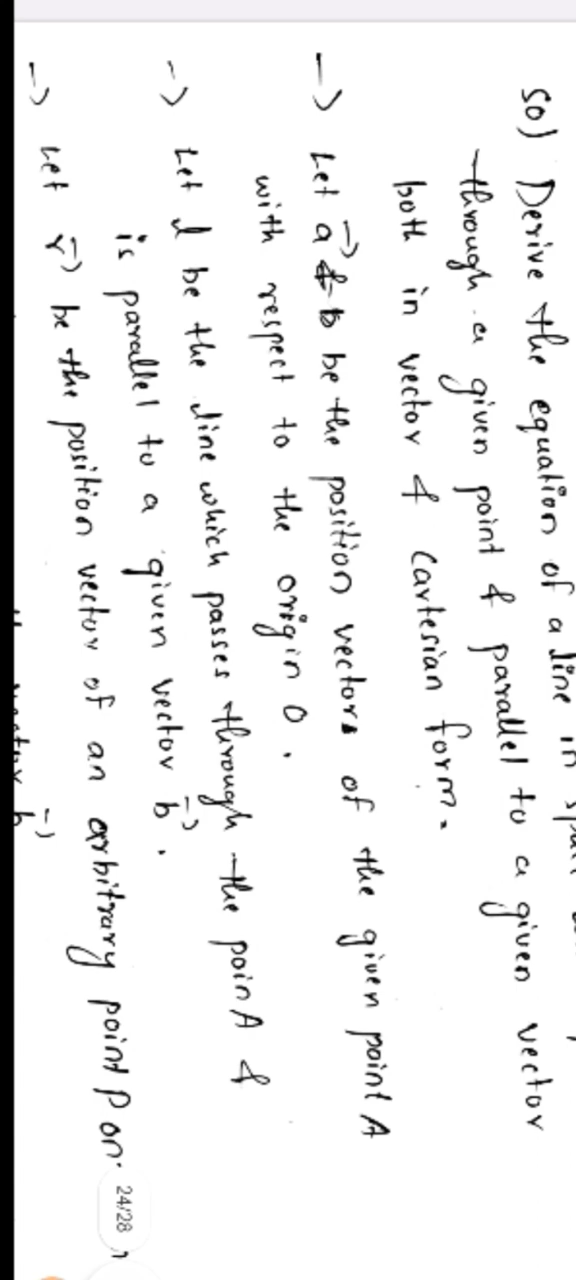 50) Derive the equation of a line in
through a given point & parallel to a given vector
both in vector & cartesian form.
→ Let a⃗ be the position vectors of the given point A
with respect to the origin O.
→ Let l be the line which passes through the poin A &
is parallel to a given vector b⃗.
→ Let r⃗ be the position vector of an arbitrary point P on
24/28